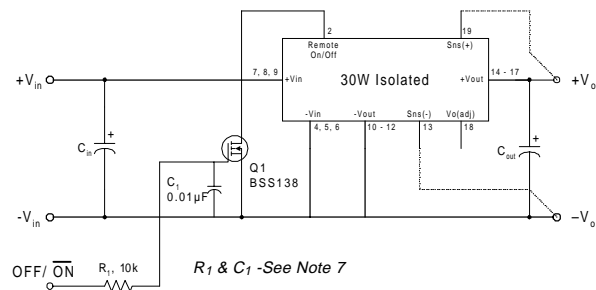 2
19
Remote
On/Off
Sns(+)
+Vin
7, 8, 9
+Vin
30W Isolated
+Vout
14 - 17
+Vo
-Vin
-Vout
Sns(-)
Vo(adj)
4, 5, 6
10 - 12
13
18
+
Cin
+
Cout
Q1
BSS138
C1
0.01µF
-Vin
−Vo
OFF/ ON
R1, 10k
R1 & C1 -See Note 7